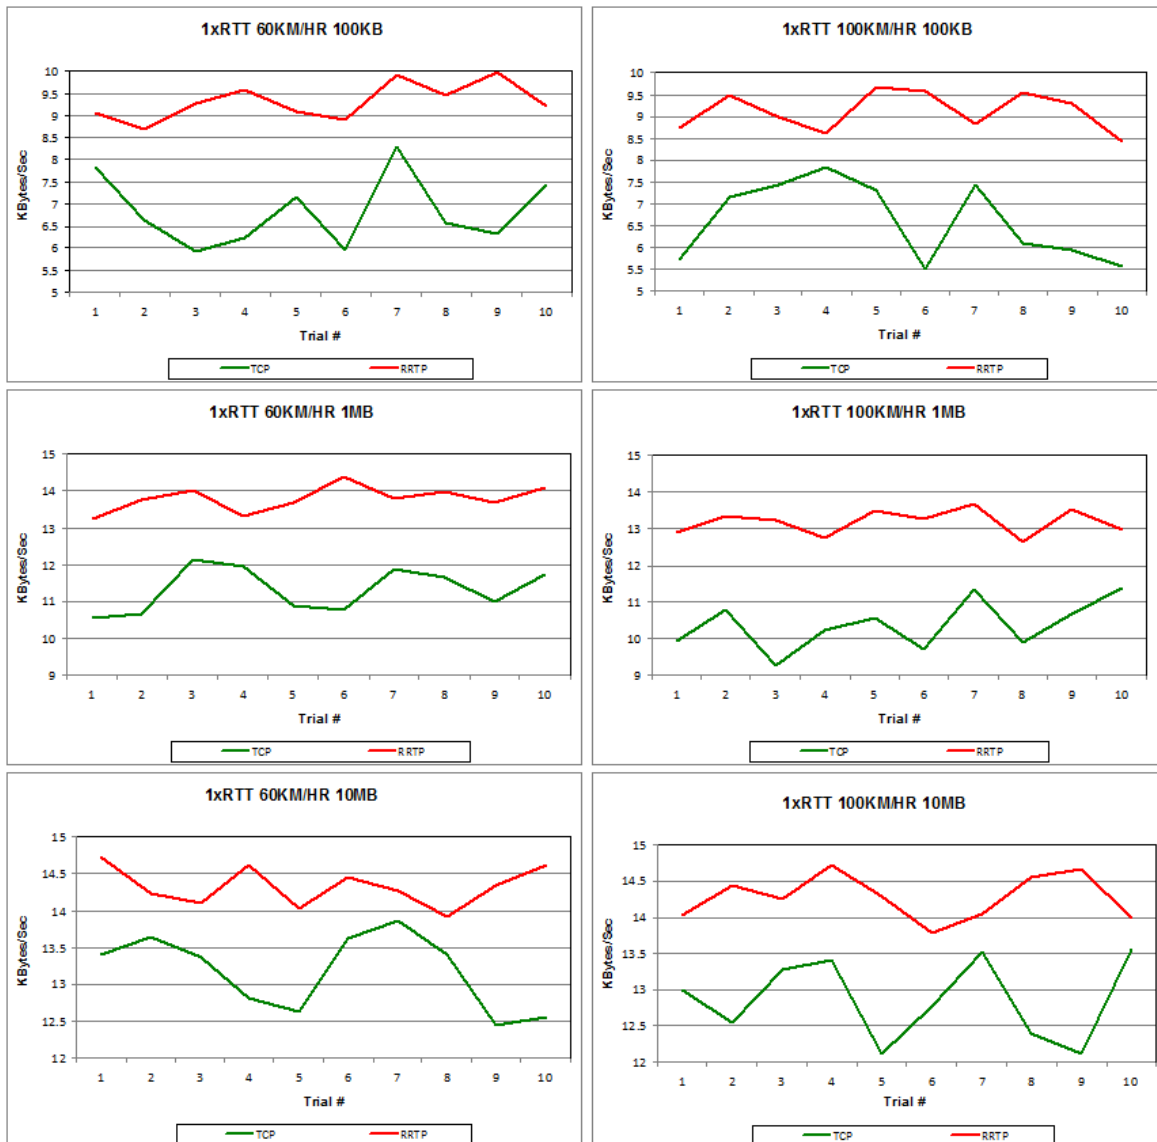 1xRTT 60KM/HR 100KB
KBytes/Sec
10
9.5
9
8.5
8
7.5
7
6.5
6
5.5
5
1 2 3 4 5 6 7 8 9 10
Trial #
TCP RRTP
1xRTT 100KM/HR 100KB
KBytes/Sec
10
9.5
9
8.5
8
7.5
7
6.5
6
5.5
5
1 2 3 4 5 6 7 8 9 10
Trial #
TCP RRTP
1xRTT 60KM/HR 1MB
KBytes/Sec
15
14
13
12
11
10
9
1 2 3 4 5 6 7 8 9 10
Trial #
TCP RRTP
1xRTT 100KM/HR 1MB
KBytes/Sec
15
14
13
12
11
10
9
1 2 3 4 5 6 7 8 9 10
Trial #
TCP RRTP
1xRTT 60KM/HR 10MB
KBytes/Sec
15
14.5
14
13.5
13
12.5
12
1 2 3 4 5 6 7 8 9 10
Trial #
TCP RRTP
1xRTT 100KM/HR 10MB
KBytes/Sec
15
14.5
14
13.5
13
12.5
12
1 2 3 4 5 6 7 8 9 10
Trial #
TCP RRTP